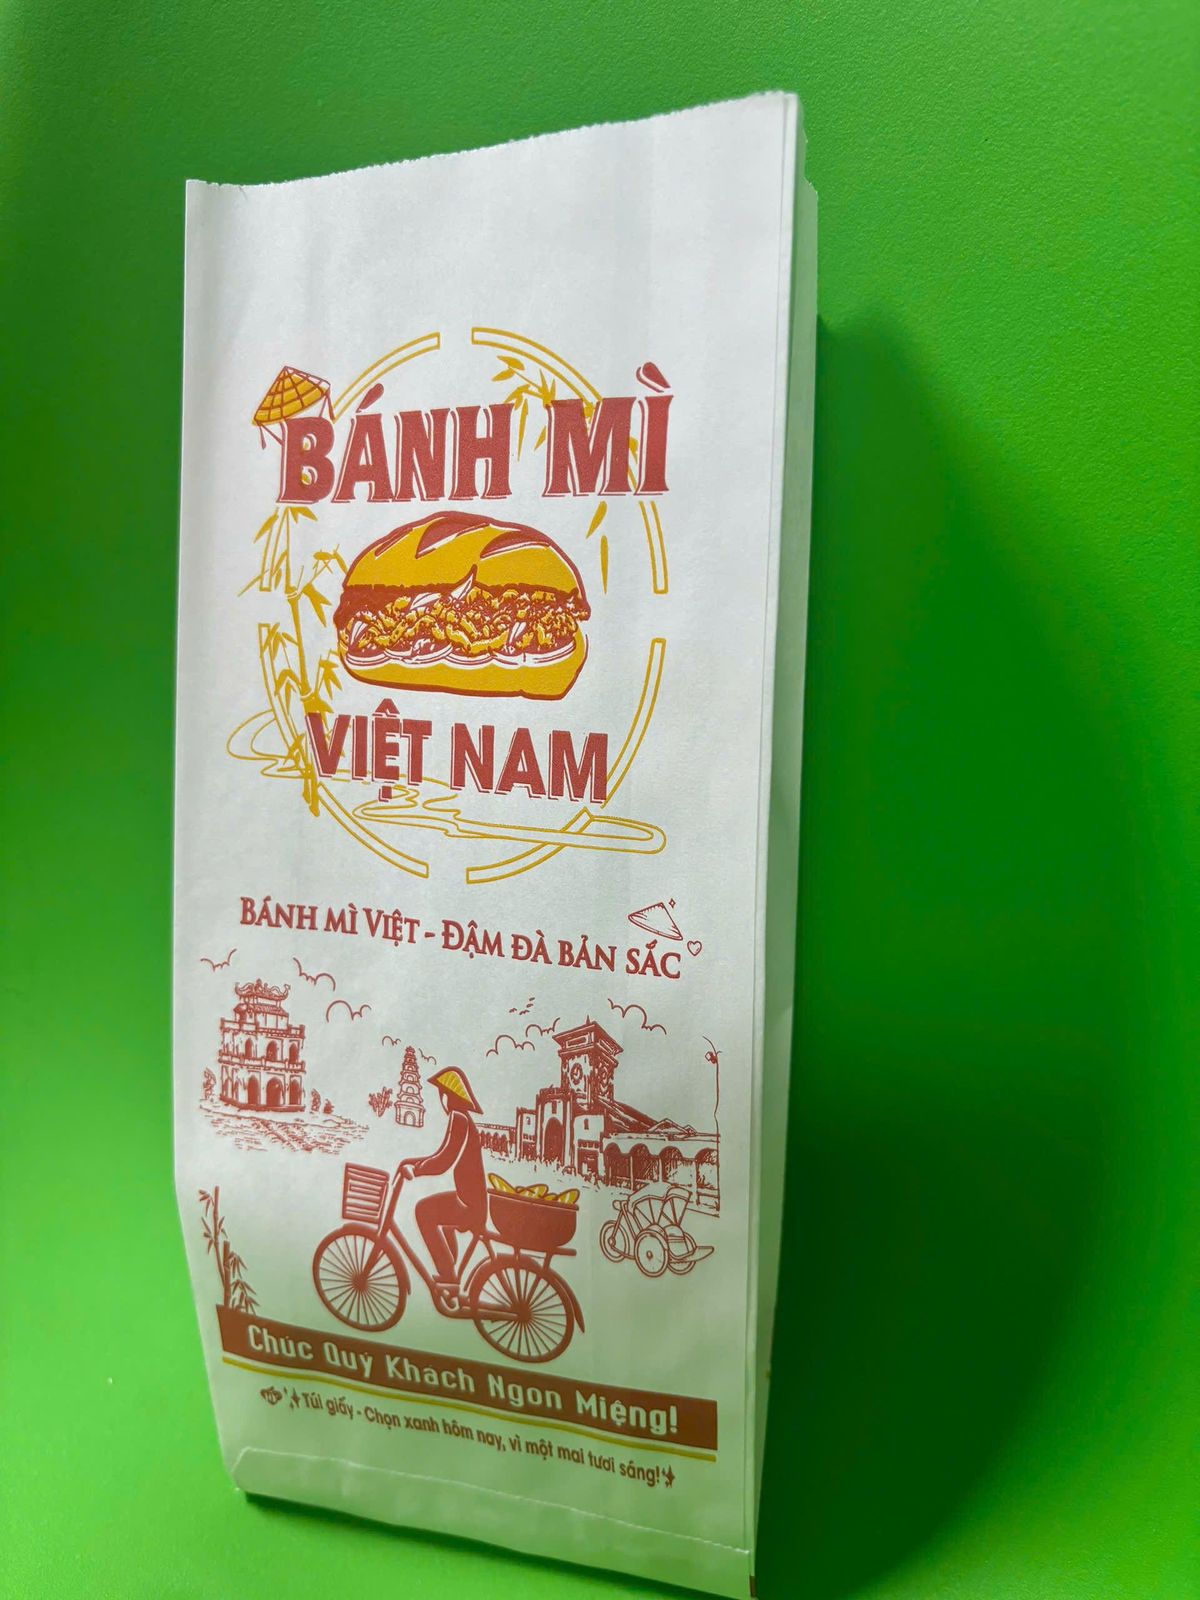 BÁNH MÌ
VIỆT NAM
BÁNH MÌ VIỆT - ĐẬM ĐÀ BẢN SẮC
Chúc Quý Khách Ngon Miệng!
Túi giấy - Chọn xanh hôm nay, vì một mai tươi sáng!